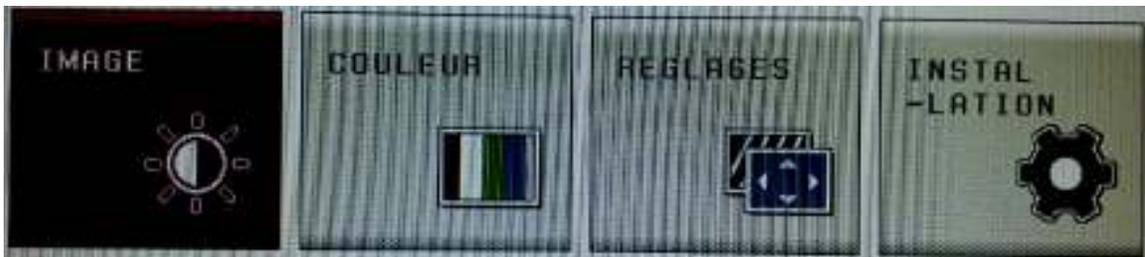 IMAGE
COULEUR
REGLAGES
INSTAL
-LATION